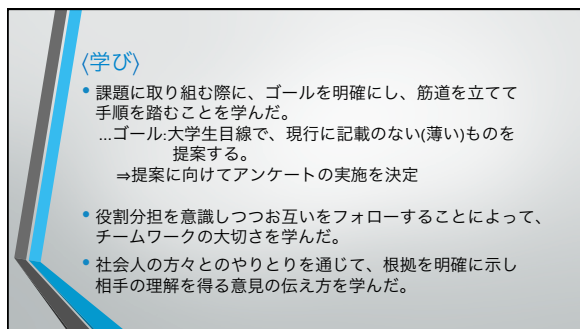 〈学び〉
• 課題に取り組む際に、ゴールを明確にし、筋道を立てて
手順を踏むことを学んだ。
...ゴール:大学生目線で、現行に記載のない(薄い)ものを
提案する。
⇒提案に向けてアンケートの実施を決定
• 役割分担を意識しつつお互いをフォローすることによって、
チームワークの大切さを学んだ。
• 社会人の方々とのやりとりを通じて、根拠を明確に示し
相手の理解を得る意見の伝え方を学んだ。